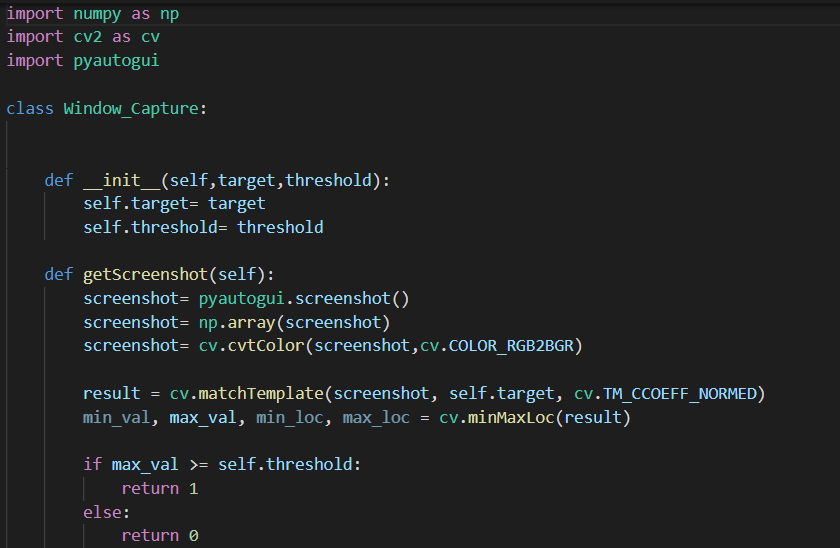 import numpy as np
import cv2 as cv
import pyautogui
class Window_Capture:
def __init__(self,target,threshold):
self.target= target
self.threshold= threshold
def getScreenshot(self):
screenshot= pyautogui.screenshot()
screenshot= np.array(screenshot)
screenshot= cv.cvtColor(screenshot,cv.COLOR_RGB2BGR)
result = cv.matchTemplate(screenshot, self.target, cv.TM_CCOEFF_NORMED)
min_val, max_val, min_loc, max_loc = cv.minMaxLoc(result)
if max_val >= self.threshold:
return 1
else:
return 0